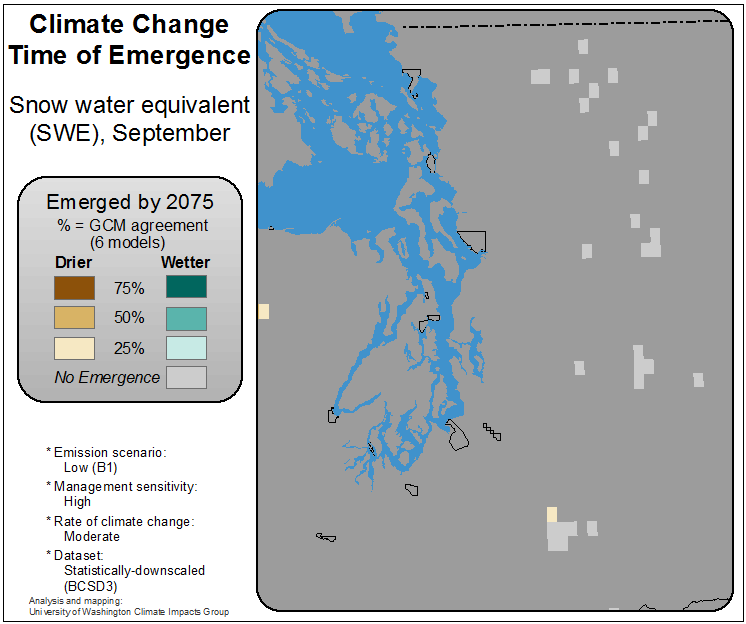 Climate Change
Time of Emergence
Snow water equivalent
(SWE), September
Emerged by 2075
% = GCM agreement
(6 models)
Drier Wetter
75%
50%
25%
No Emergence
* Emission scenario:
Low (B1)
* Management sensitivity:
High
* Rate of climate change:
Moderate
* Dataset:
Statistically-downscaled
(BCSD3)
Analysis and mapping:
University of Washington Climate Impacts Group